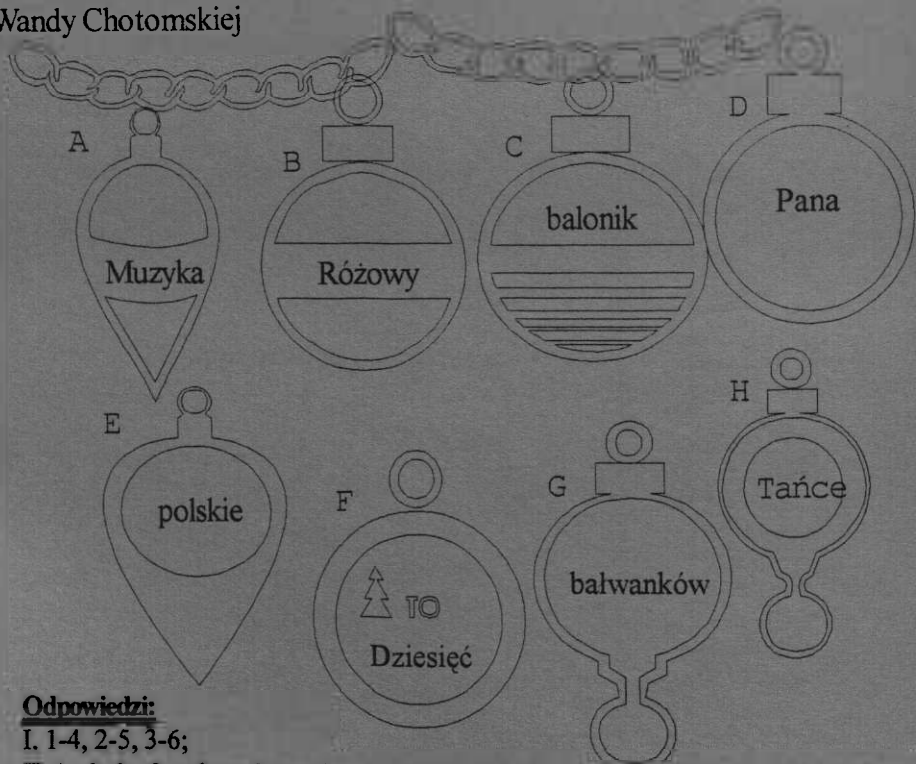 Wandy Chotomskiej
A
B
C
D
Muzyka
Różowy
balonik
Pana
E
F
G
H
polskie
TO
Dziesięć
bałwanków
Tańce
Odpowiedzi:
I. 1-4, 2-5, 3-6;